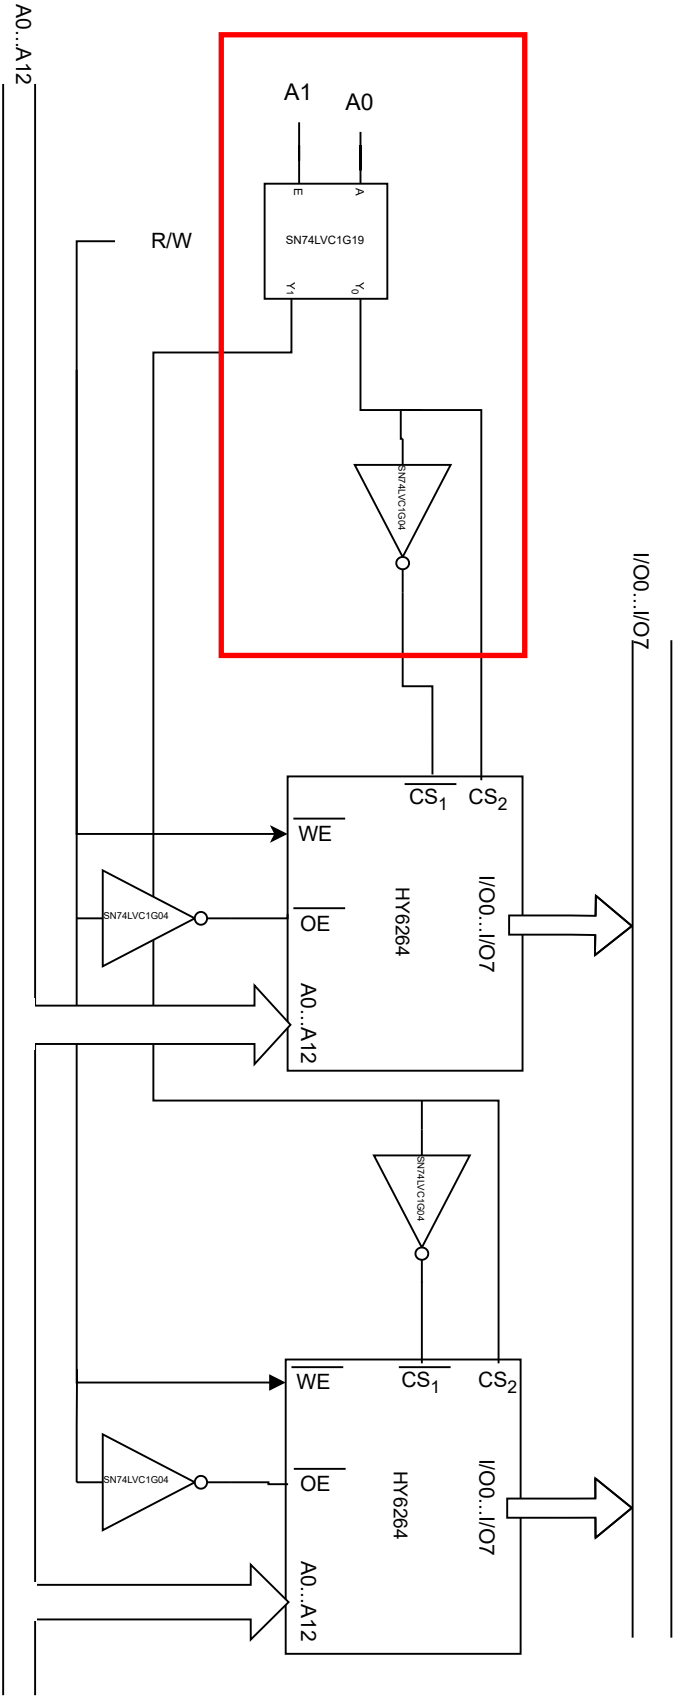 A0...A12
A1
A0
E
A
SN74LVC1G19
R/W
Y1
Y0
SN74LVC1G04
I/O0...I/O7
CS1
CS2
WE
HY6264
I/O0...I/O7
SN74LVC1G04
OE
A0...A12
SN74LVC1G04
WE
CS1
CS2
HY6264
I/O0...I/O7
SN74LVC1G04
OE
A0...A12